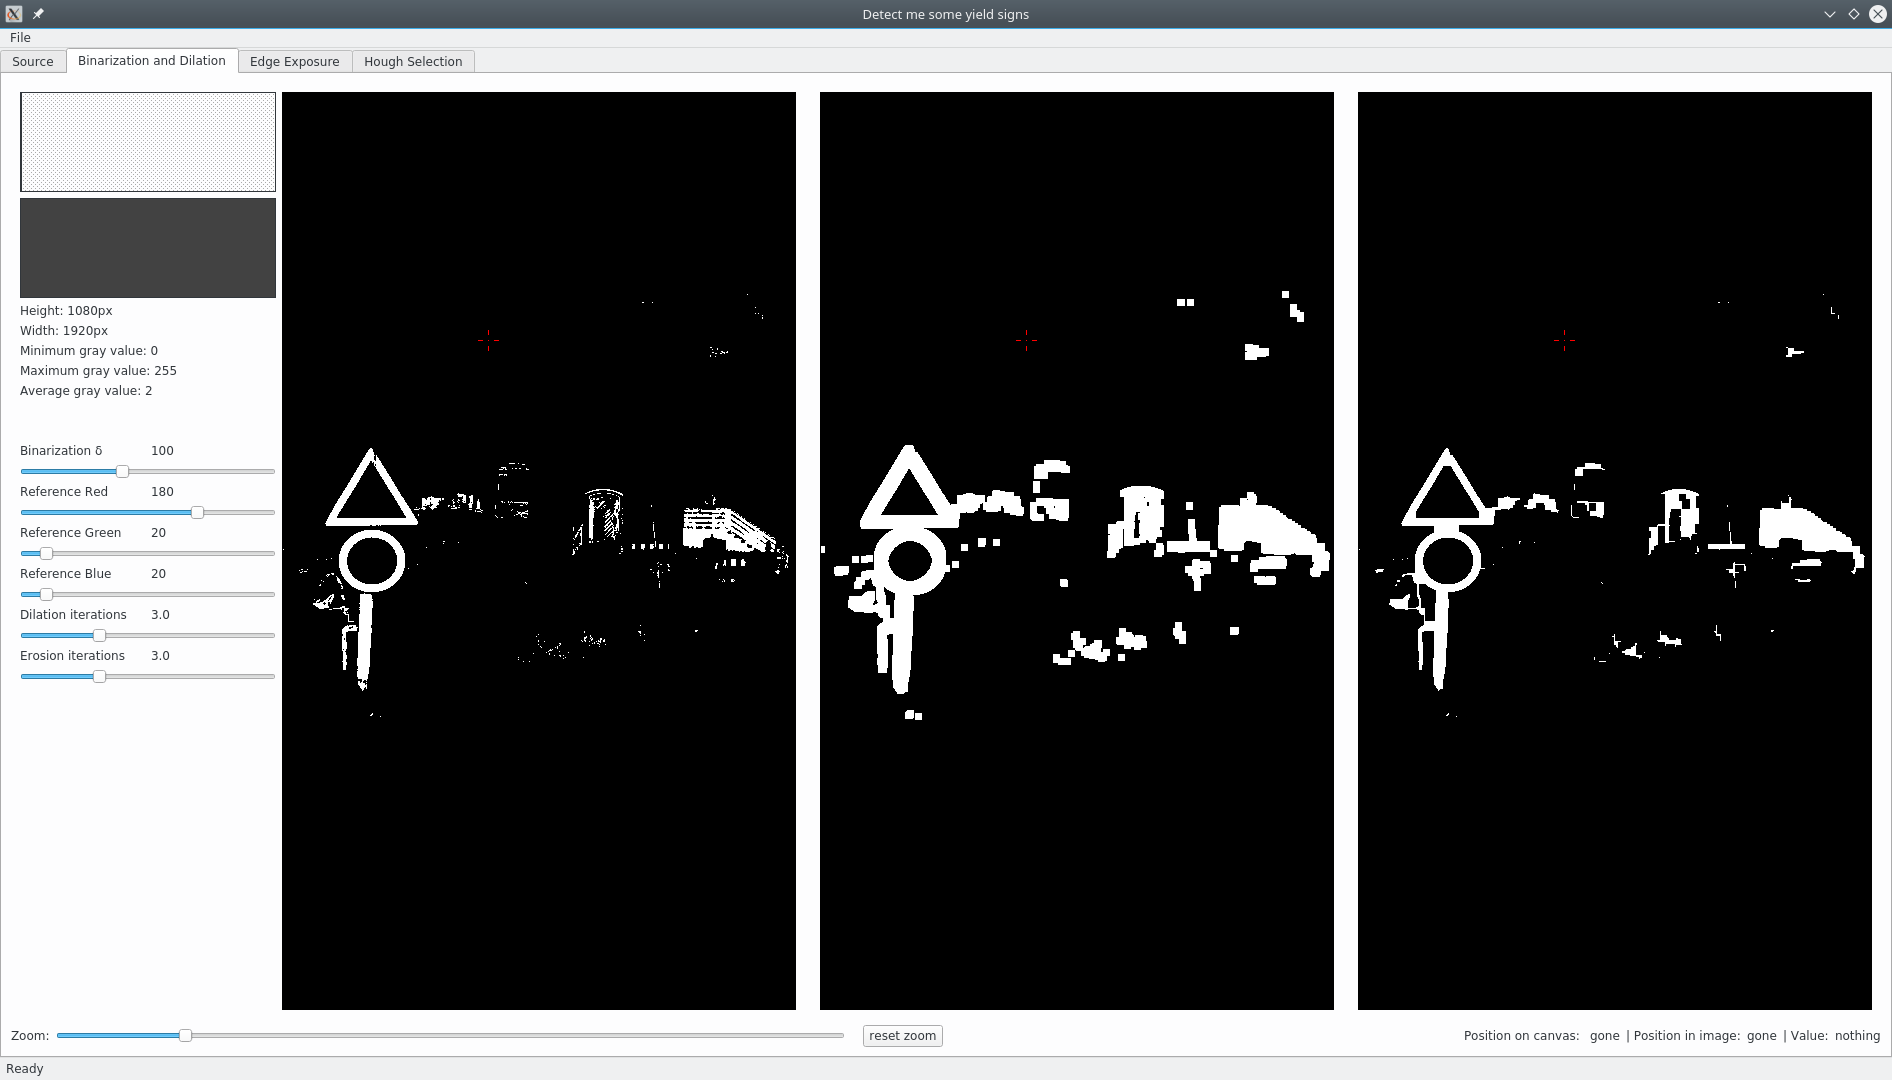 Detect me some yield signs
File
Source Binarization and Dilation Edge Exposure Hough Selection
Height: 1080px
Width: 1920px
Minimum gray value: 0
Maximum gray value: 255
Average gray value: 2
Binarization δ 100
Reference Red 180
Reference Green 20
Reference Blue 20
Dilation iterations 3.0
Erosion iterations 3.0
Zoom: reset zoom Position on canvas: gone | Position in image: gone | Value: nothing
Ready